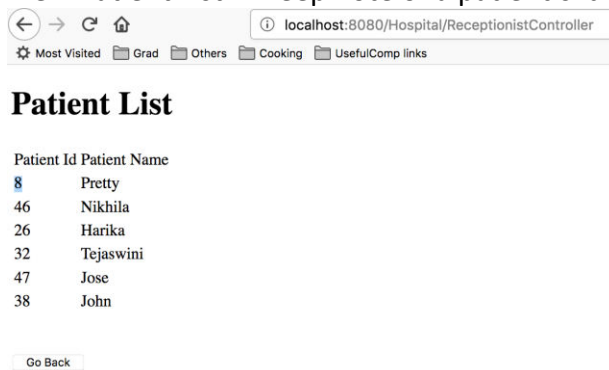 localhost:8080/Hospital/ReceptionistController
Most Visited Grad Others Cooking UsefulComp links
Patient List
Patient Id Patient Name
8 Pretty
46 Nikhila
26 Harika
32 Tejaswini
47 Jose
38 John
Go Back